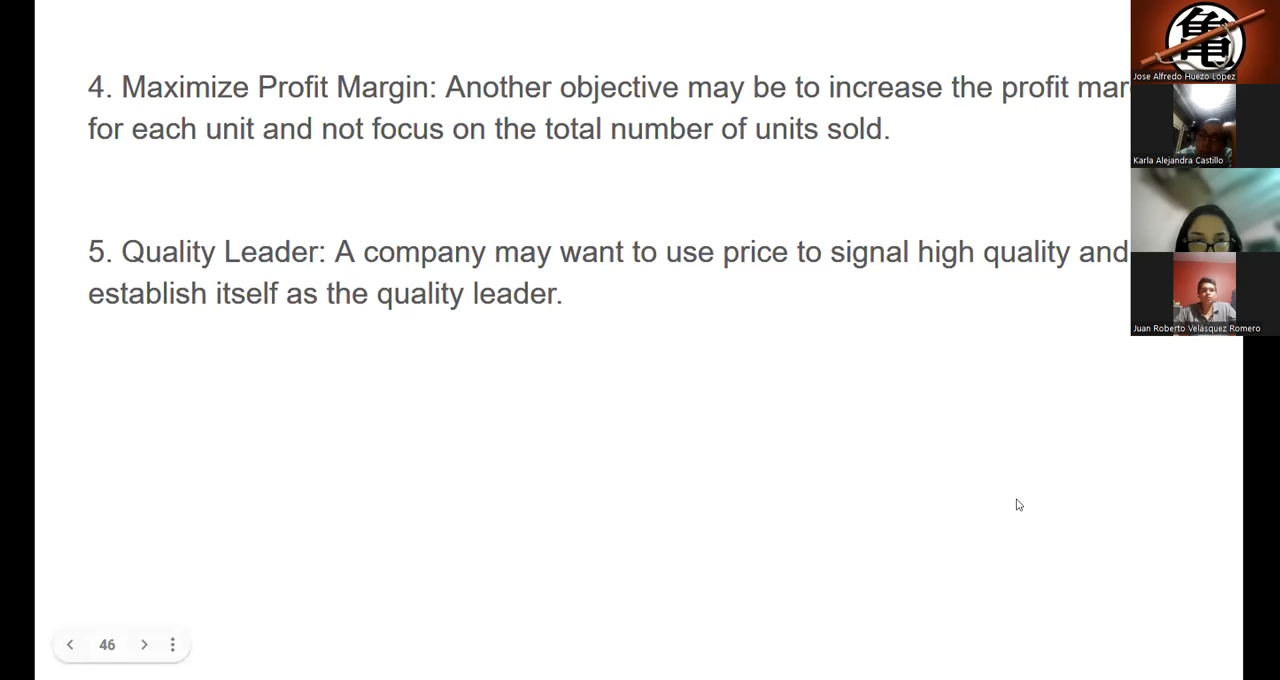 4. Maximize Profit Margin: Another objective may be to increase the profit mar
for each unit and not focus on the total number of units sold.
5. Quality Leader: A company may want to use price to signal high quality and
establish itself as the quality leader.
46
亀
Jose Alfredo Huezo Lopez
Karla Alejandra Castillo
Juan Roberto Velásquez Romero